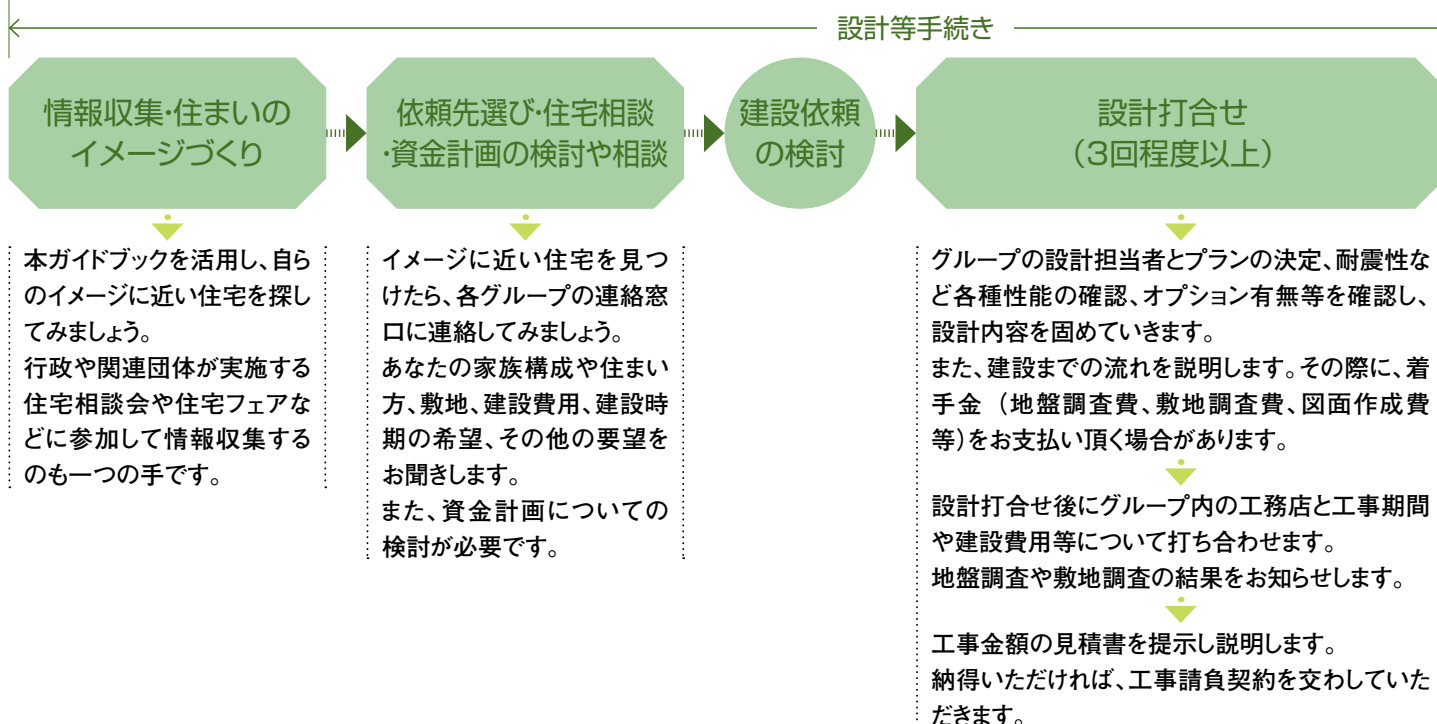 設計等手続き
情報収集・住まいの
イメージづくり
依頼先選び・住宅相談
・資金計画の検討や相談
建設依頼
の検討
設計打合せ
（3回程度以上）
本ガイドブックを活用し、自ら
のイメージに近い住宅を探し
てみましょう。
行政や関連団体が実施する
住宅相談会や住宅フェアな
どに参加して情報収集する
のも一つの手です。
イメージに近い住宅を見つ
けたら、各グループの連絡窓
口に連絡してみましょう。
あなたの家族構成や住まい
方、敷地、建設費用、建設時
期の希望、その他の要望を
お聞きします。
また、資金計画についての
検討が必要です。
グループの設計担当者とプランの決定、耐震性な
ど各種性能の確認、オプション有無等を確認し、
設計内容を固めていきます。
また、建設までの流れを説明します。その際に、着
手金（地盤調査費、敷地調査費、図面作成費
等）をお支払い頂く場合があります。
設計打合せ後にグループ内の工務店と工事期間
や建設費用等について打ち合わせます。
地盤調査や敷地調査の結果をお知らせします。
工事金額の見積書を提示し説明します。
納得いただければ、工事請負契約を交わしていた
だきます。